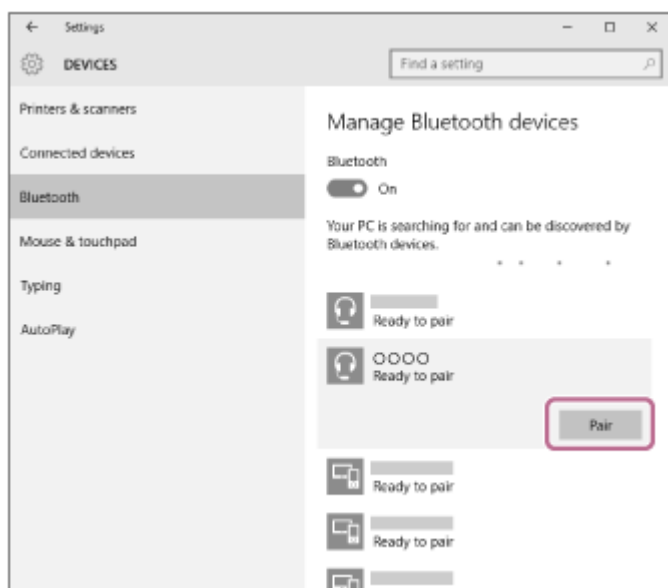 Settings
DEVICES
Find a setting
Printers & scanners
Connected devices
Bluetooth
Mouse & touchpad
Typing
AutoPlay
Manage Bluetooth devices
Bluetooth
On
Your PC is searching for and can be discovered by
Bluetooth devices.
Ready to pair
○○○○
Ready to pair
Pair
Ready to pair
Ready to pair